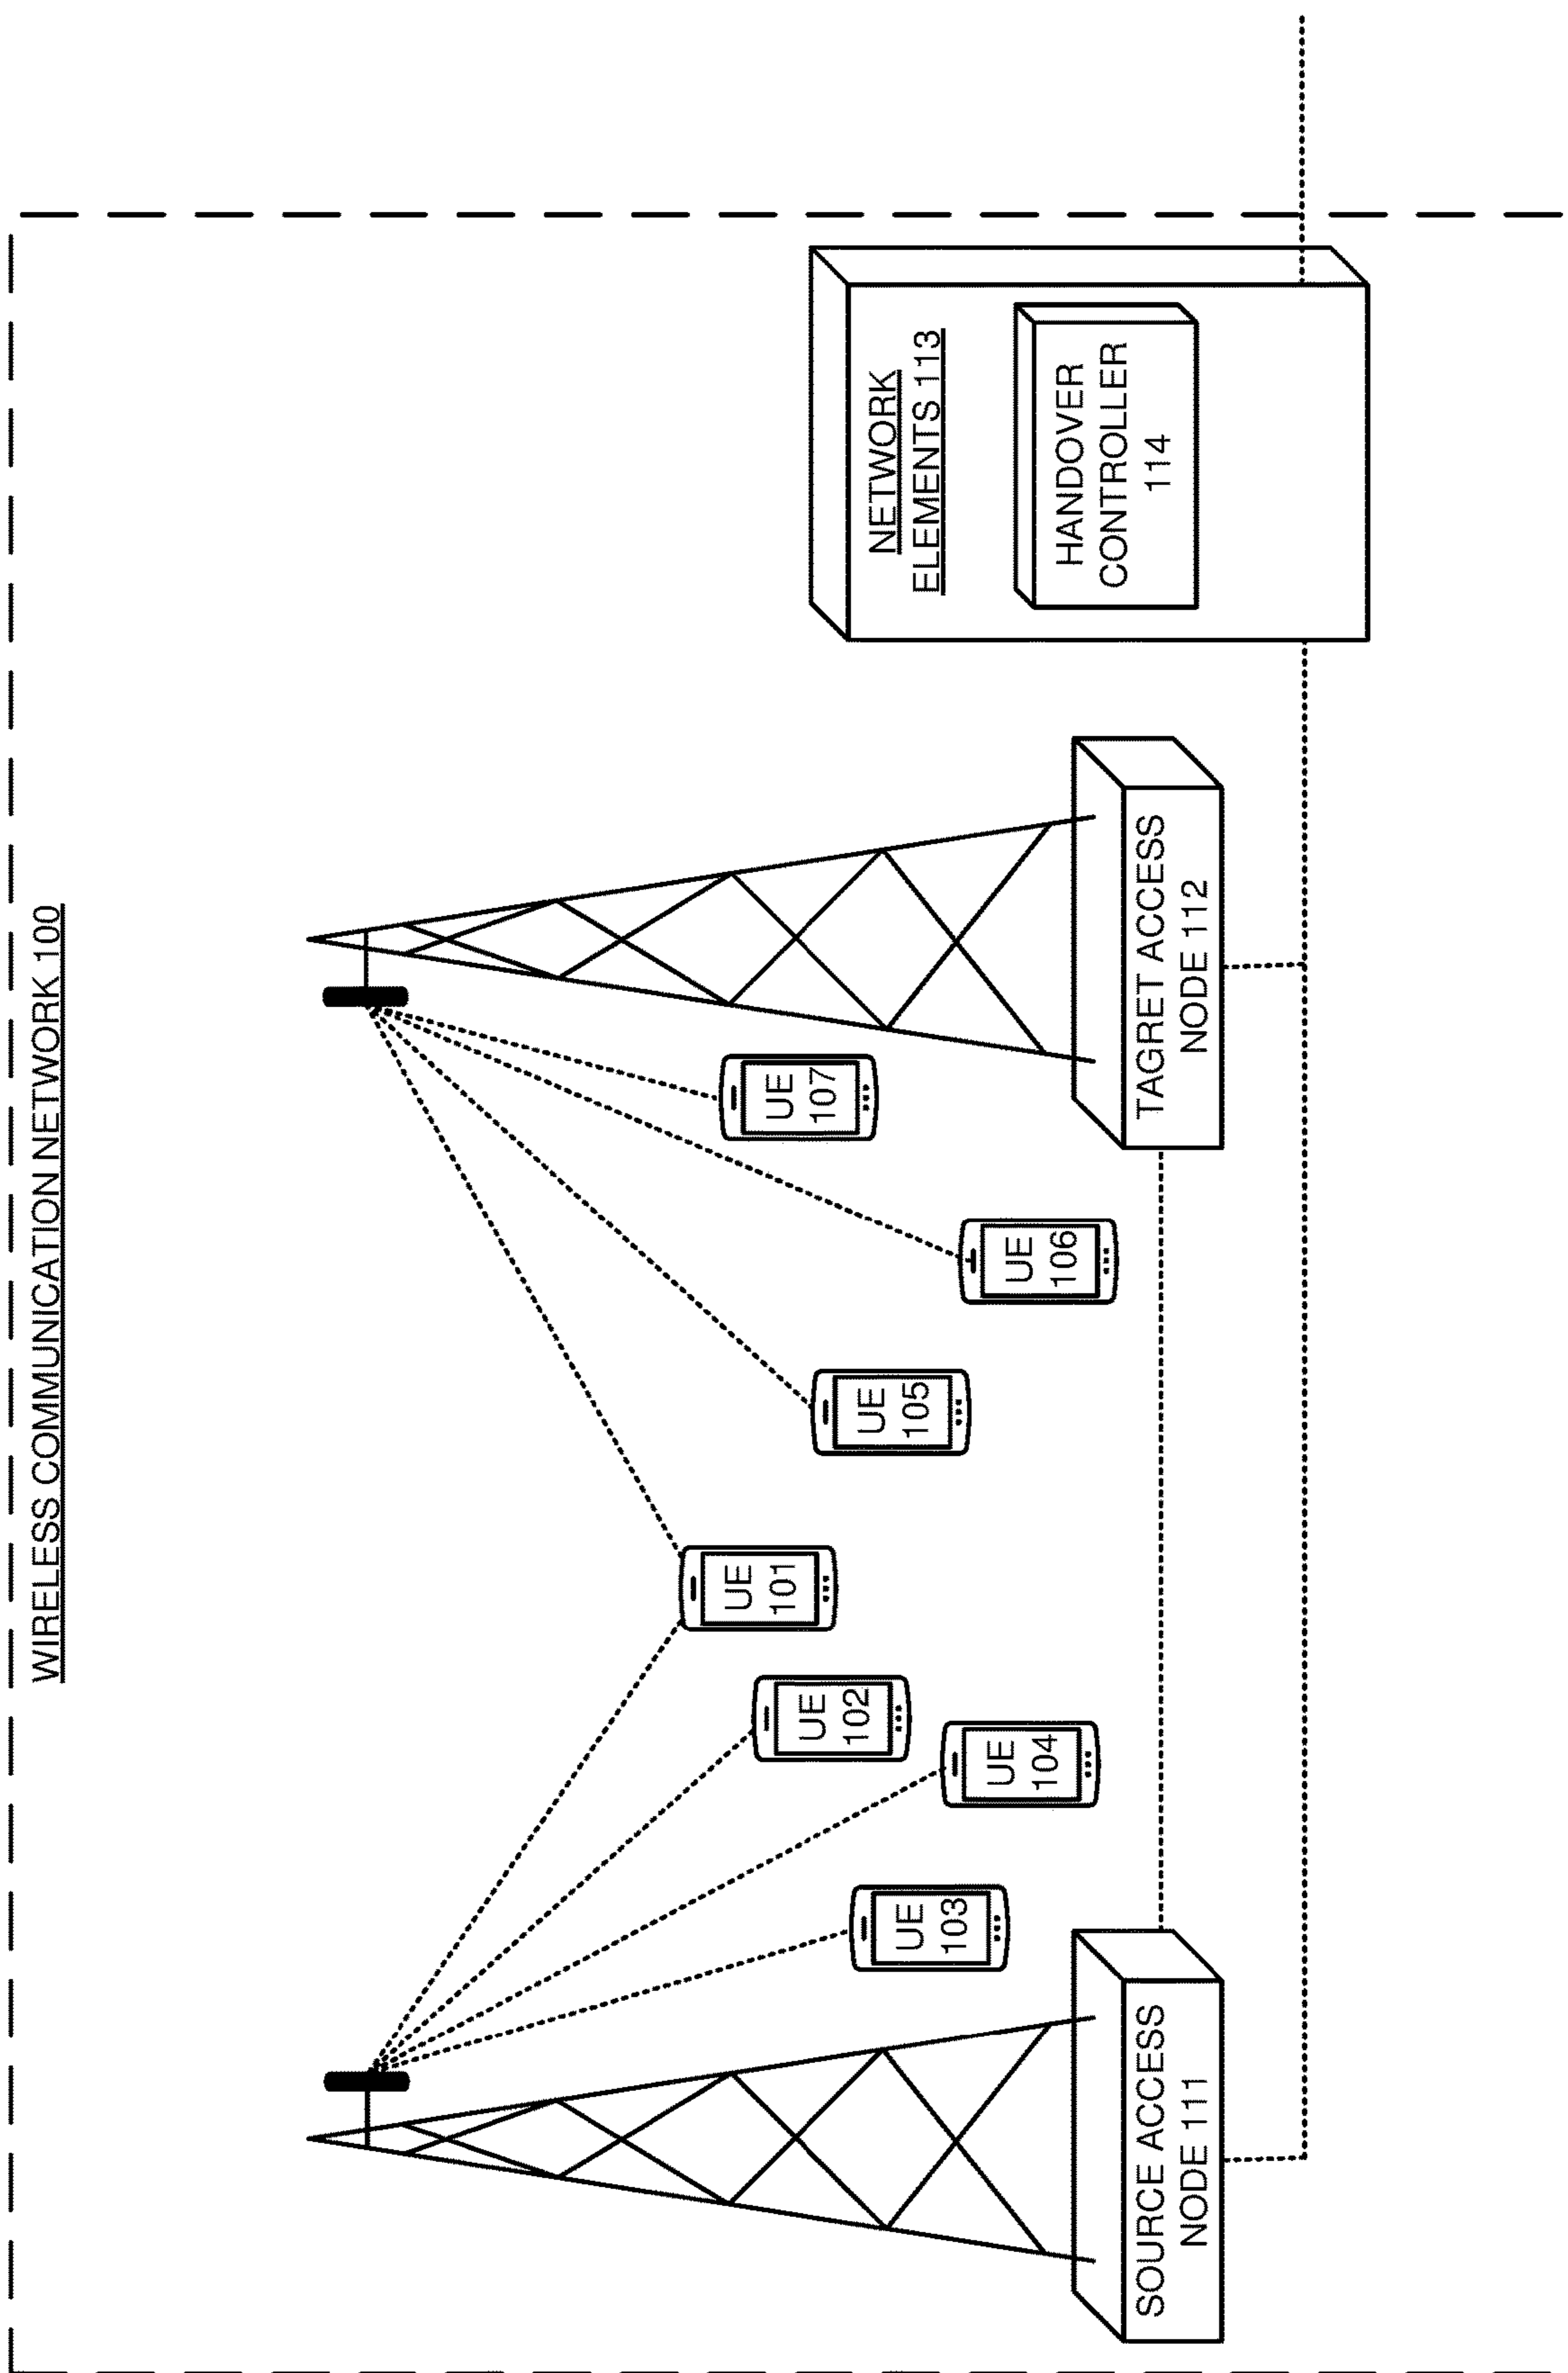 WIRELESS COMMUNICATION NETWORK 100
UE
101
UE
102
UE
103
UE
104
UE
105
UE
106
UE
107
SOURCE ACCESS
NODE 111
TAGRET ACCESS
NODE 112
NETWORK
ELEMENTS 113
HANDOVER
CONTROLLER
114